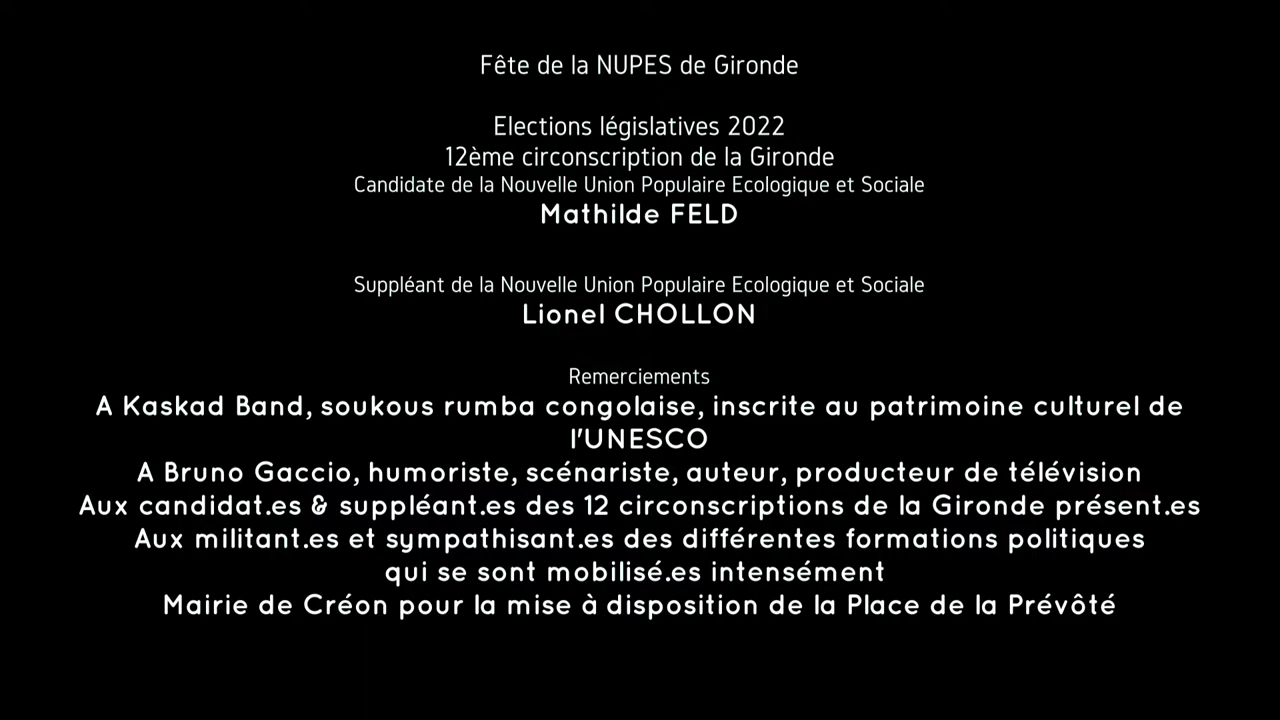 Fête de la NUPES de Gironde
Elections législatives 2022
12ème circonscription de la Gironde
Candidate de la Nouvelle Union Populaire Ecologique et Sociale
Mathilde FELD
Suppléant de la Nouvelle Union Populaire Ecologique et Sociale
Lionel CHOLLON
Remerciements
A Kaskad Band, soukous rumba congolaise, inscrite au patrimoine culturel de
l'UNESCO
A Bruno Gaccio, humoriste, scénariste, auteur, producteur de télévision
Aux candidat.es & suppléant.es des 12 circonscriptions de la Gironde présent.es
Aux militant.es et sympathisant.es des différentes formations politiques
qui se sont mobilisé.es intensément
Mairie de Créon pour la mise à disposition de la Place de la Prévôté